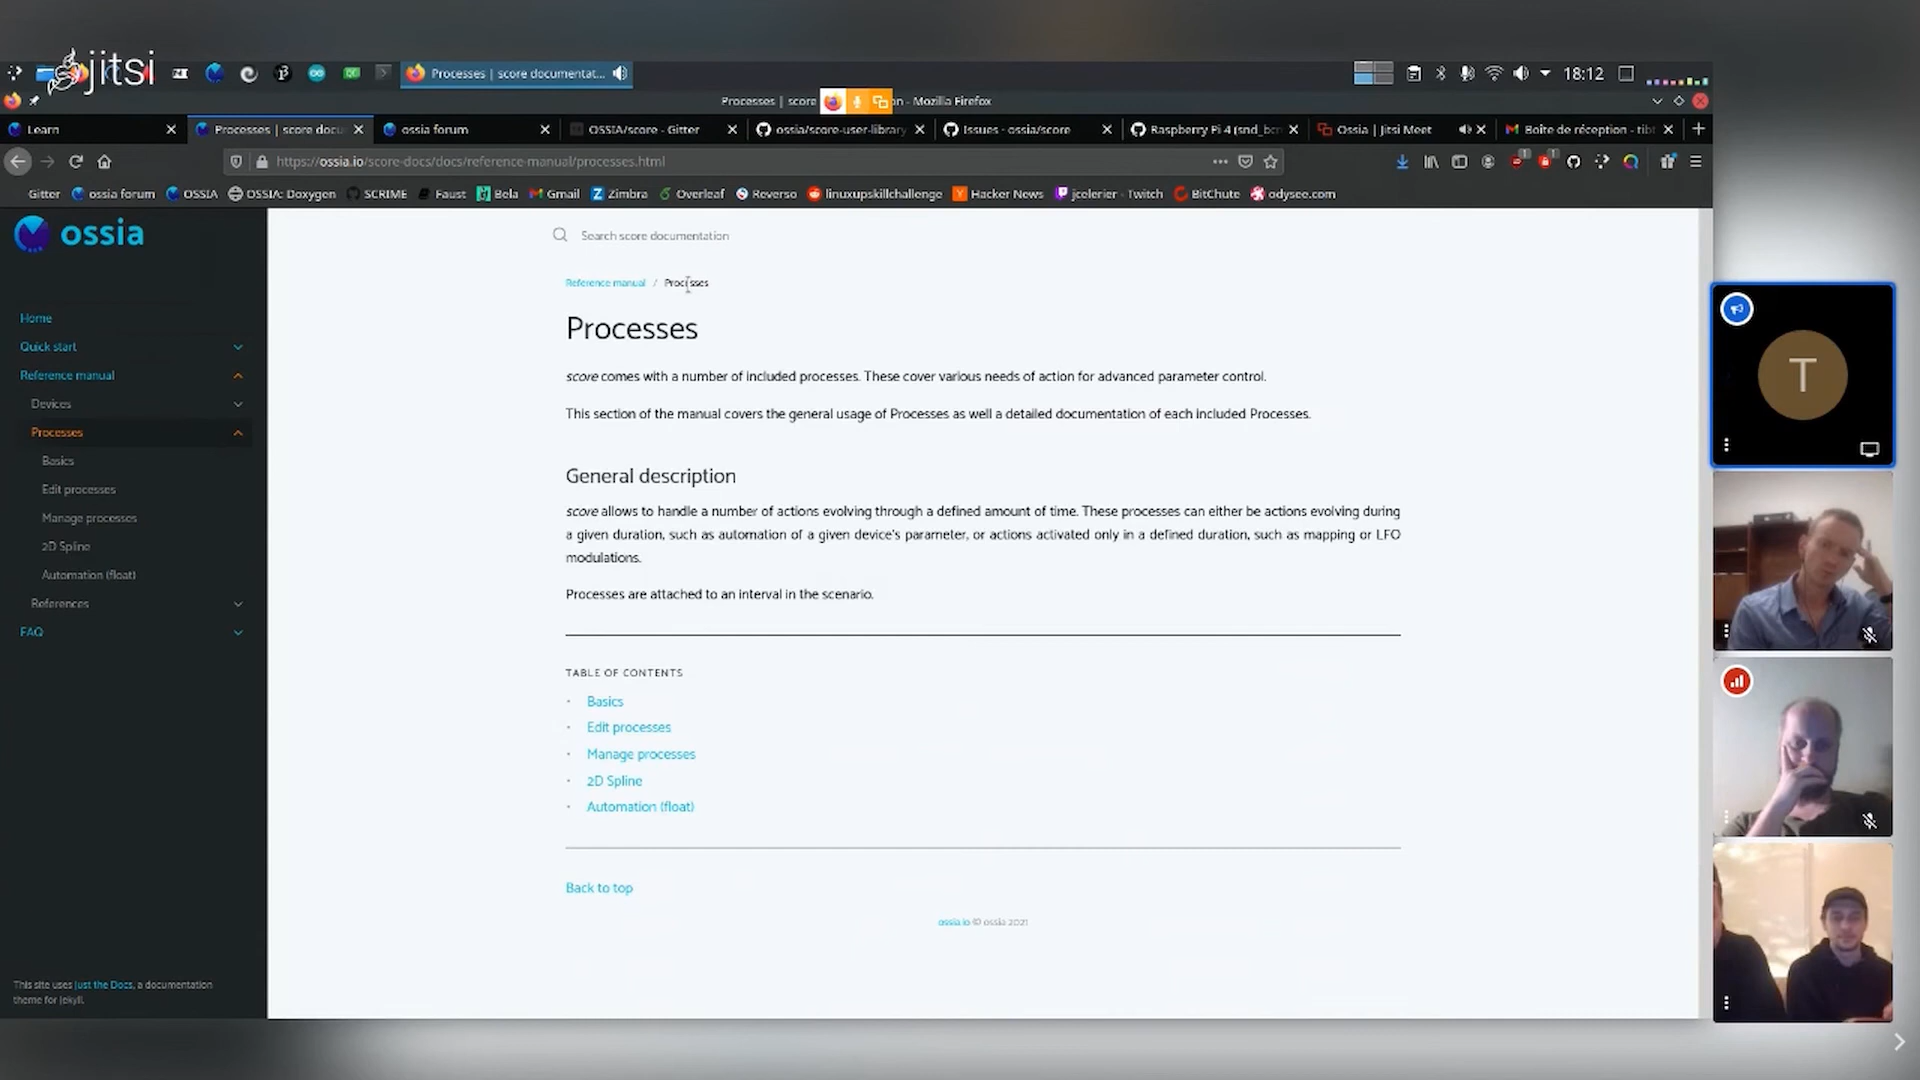 jitsi
Processes | score documentat...
18:12
Processes | score
on - Mozilla Firefox
Learn
Processes | score docu
ossia forum
OSSIA/score - Gitter
ossia/score-user-library
Issues · ossia/score
Raspberry Pi 4 (snd_bcm
Ossia | Jitsi Meet
Boîte de réception - ribt
https://ossia.io/score-docs/docs/reference-manual/processes.html
Gitter
ossia forum
OSSIA
OSSIA: Doxygen
SCRIME
Faust
Bela
Gmail
Zimbra
Overleaf
Reverso
linuxupskillchallenge
Hacker News
jcelerier - Twitch
BitChute
odysee.com
ossia
Search score documentation
Home
Quick start
Reference manual
Devices
Processes
Basics
Edit processes
Manage processes
2D Spline
Automation (float)
References
FAQ
This site uses Just the Docs, a documentation
theme for Jekyll.
Reference manual / Processes
Processes
score comes with a number of included processes. These cover various needs of action for advanced parameter control.
This section of the manual covers the general usage of Processes as well a detailed documentation of each included Processes.
General description
score allows to handle a number of actions evolving through a defined amount of time. These processes can either be actions evolving during
a given duration, such as automation of a given device's parameter, or actions activated only in a defined duration, such as mapping or LFO
modulations.
Processes are attached to an interval in the scenario.
TABLE OF CONTENTS
Basics
Edit processes
Manage processes
2D Spline
Automation (float)
Back to top
ossia.io © ossia 2021
T